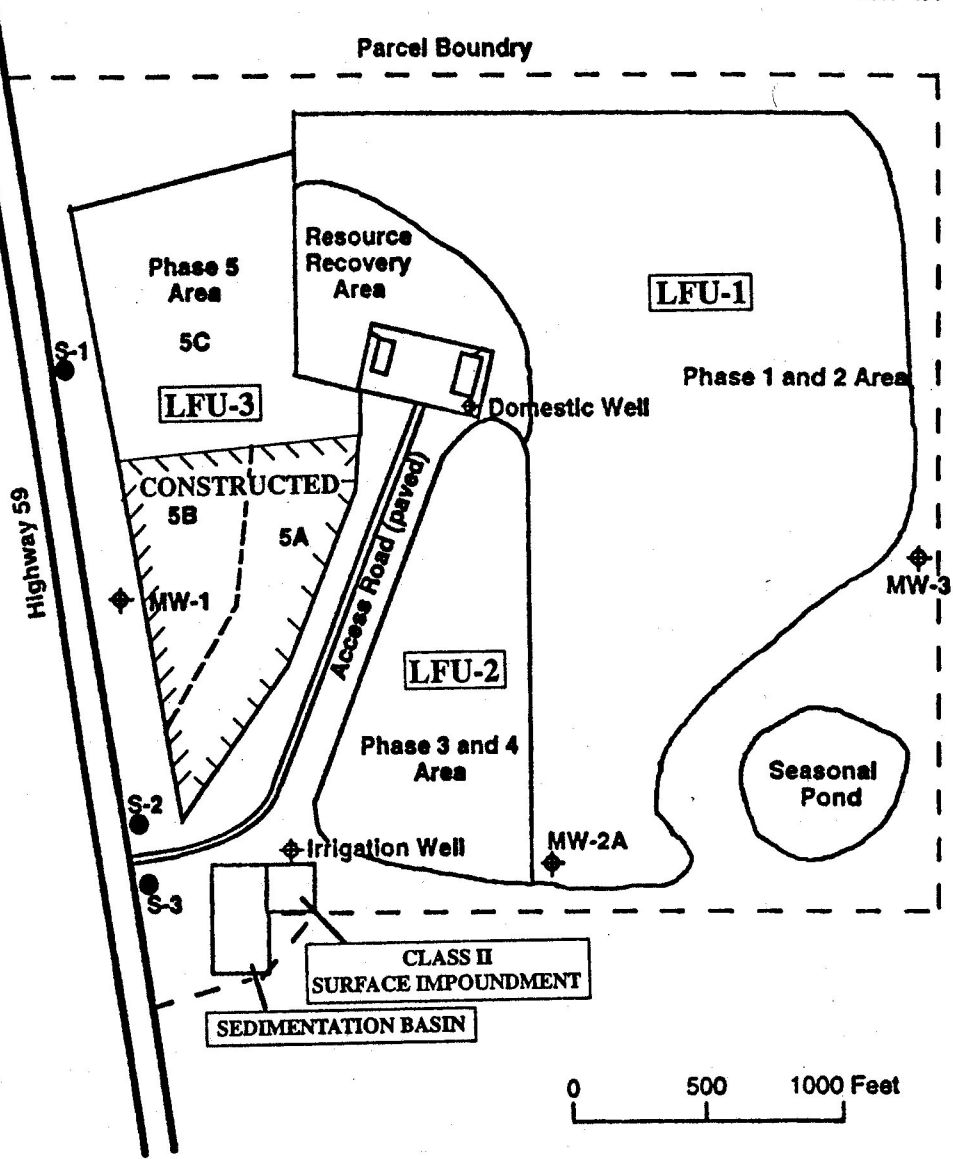 Parcel Boundry
Resource
Recovery
Area
Phase 5
Area
LFU-1
5C
S-1
Phase 1 and 2 Area
LFU-3
Domestic Well
CONSTRUCTED
5B
5A
Highway 59
Access Road (paved)
MW-3
MW-1
LFU-2
Phase 3 and 4
Area
Seasonal
Pond
S-2
Irrigation Well
MW-2A
S-3
CLASS II
SURFACE IMPOUNDMENT
SEDIMENTATION BASIN
0 500 1000 Feet